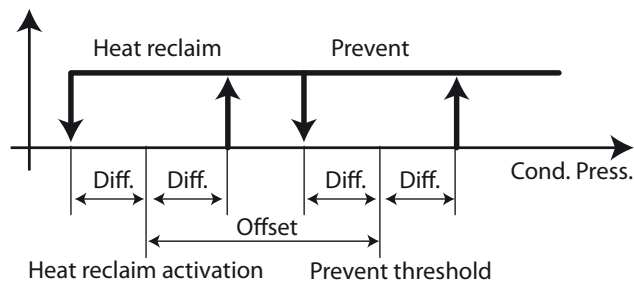 Heat reclaim Prevent
Cond. Press.
Diff. Diff. Diff. Diff.
Offset
Heat reclaim activation Prevent threshold